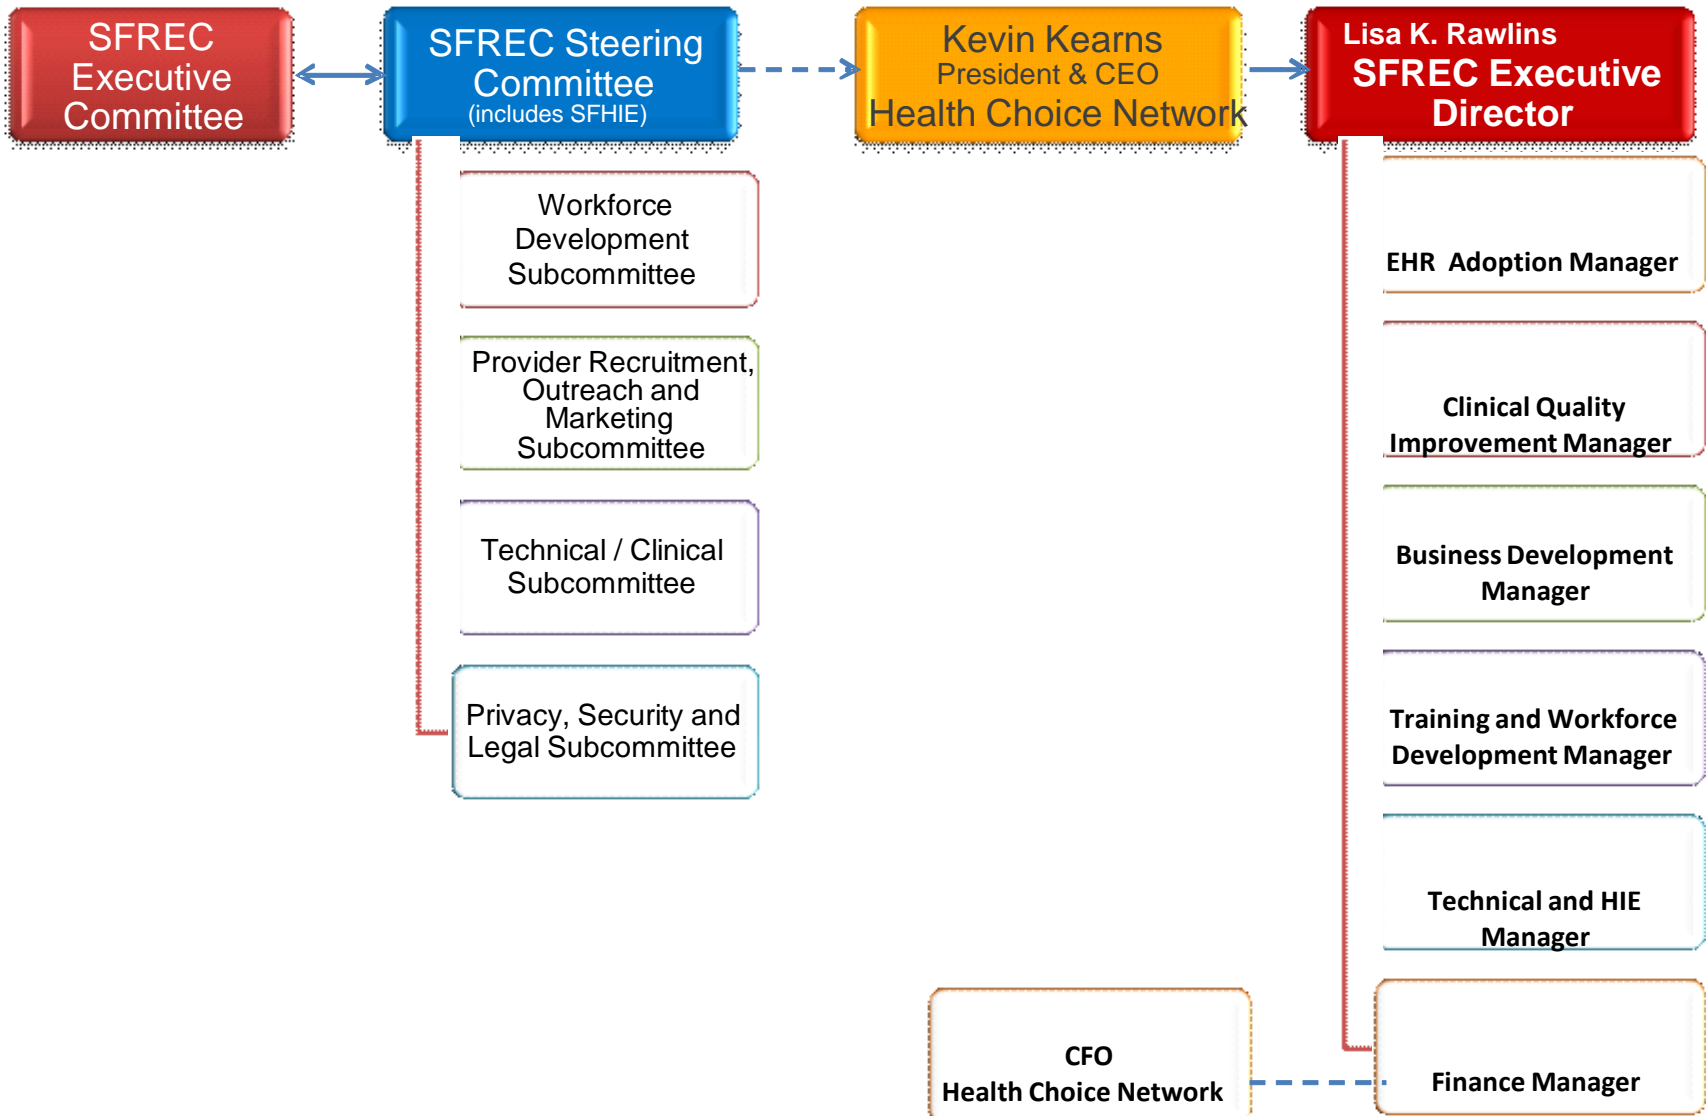 SFREC
Executive
Committee
SFREC Steering
Committee
(includes SFHIE)
Kevin Kearns
President & CEO
Health Choice Network
Lisa K. Rawlins
SFREC Executive
Director
Workforce
Development
Subcommittee
Provider Recruitment,
Outreach and
Marketing
Subcommittee
Technical / Clinical
Subcommittee
Privacy, Security and
Legal Subcommittee
EHR Adoption Manager
Clinical Quality
Improvement Manager
Business Development
Manager
Training and Workforce
Development Manager
Technical and HIE
Manager
CFO
Health Choice Network
Finance Manager